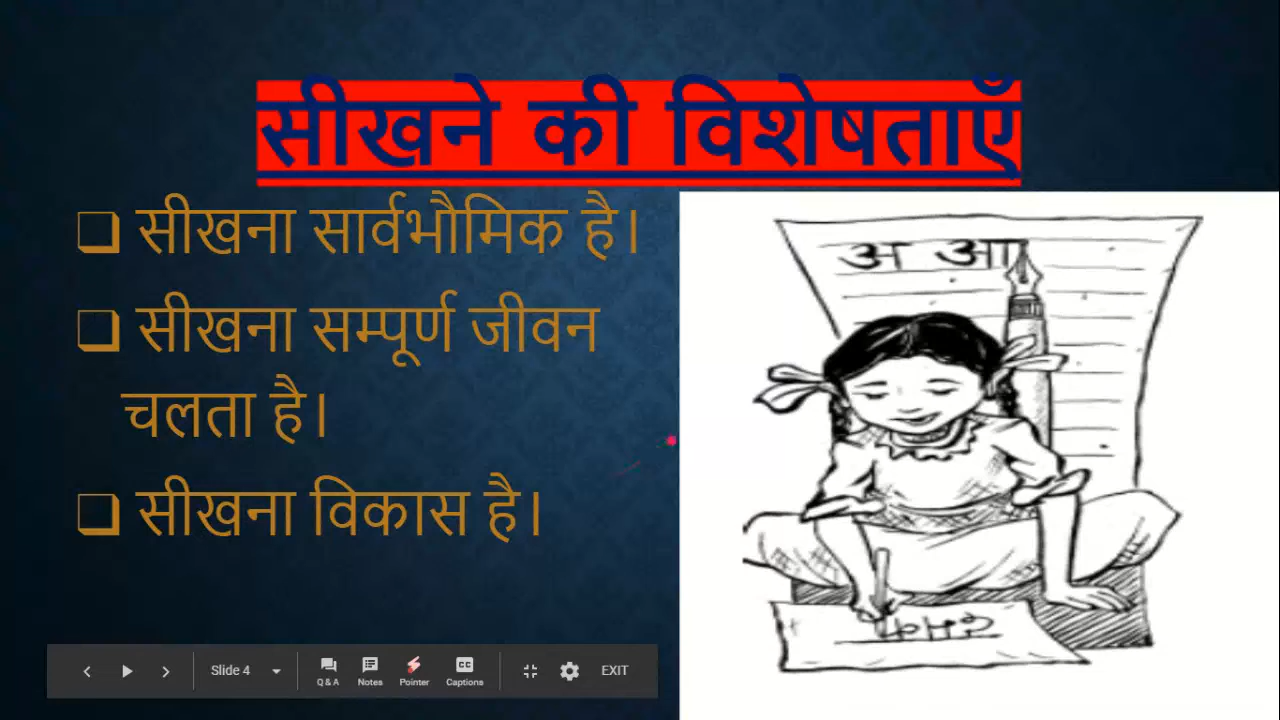 सीखने की विशेषताएँ
सीखना सार्वभौमिक है।
सीखना सम्पूर्ण जीवन
चलता है।
सीखना विकास है।
अ आ
Slide 4
Q & A
Notes
Pointer
Captions
EXIT